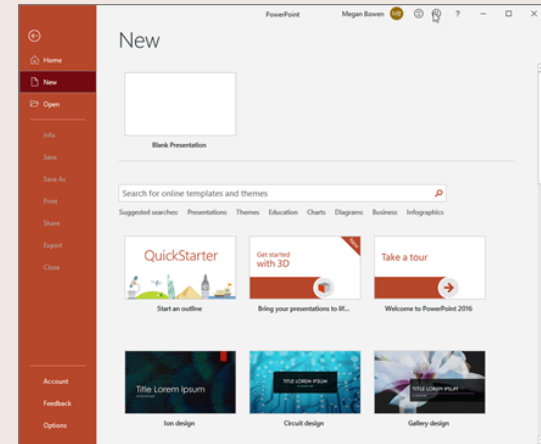 PowerPoint
Megan Bowen MB ?
New
Home
New
Open
Info
Save
Save As
Print
Share
Export
Close
Account
Feedback
Options
Blank Presentation
Search for online templates and themes
Suggested searches: Presentations Themes Education Charts Diagrams Business Infographics
QuickStarter
Start an outline
Get started
with 3D
New
Bring your presentations to lif...
Take a tour
Welcome to PowerPoint 2016
Title Lorem Ipsum
Ion design
TITLE LOREM IPSUM
Circuit design
TITLE LOREM IPSUM
Gallery design